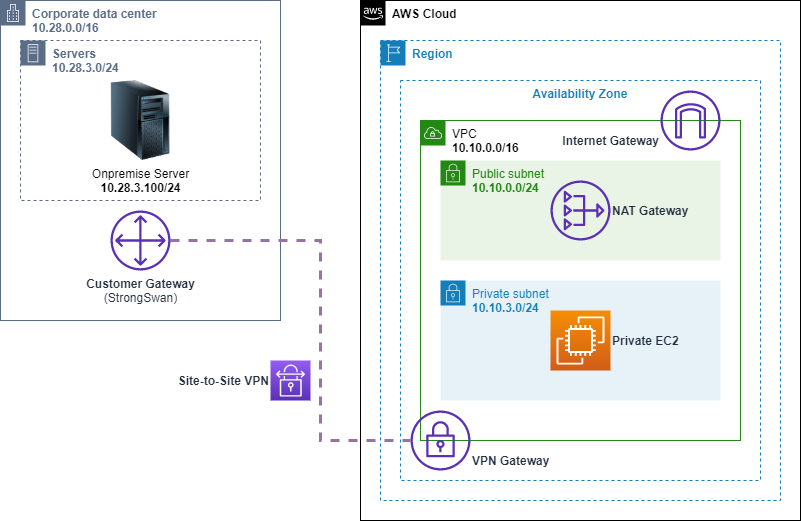 Corporate data center
10.28.0.0/16
Servers
10.28.3.0/24
Onpremise Server
10.28.3.100/24
Customer Gateway
(StrongSwan)
Site-to-Site VPN
aws
AWS Cloud
Region
Availability Zone
Internet Gateway
VPC
10.10.0.0/16
Public subnet
10.10.0.0/24
NAT Gateway
Private subnet
10.10.3.0/24
Private EC2
VPN Gateway